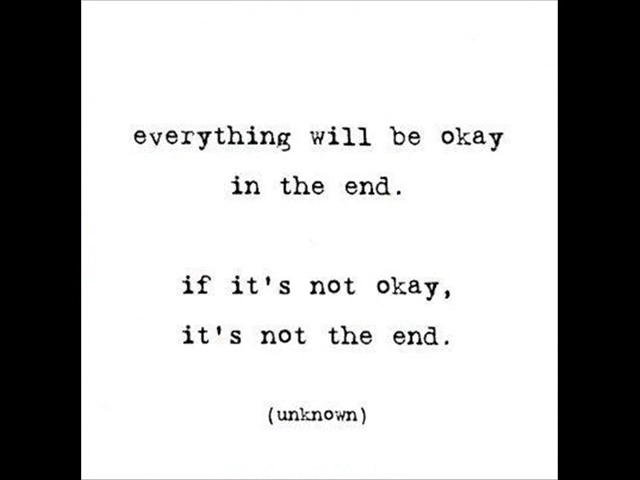 everything will be okay
in the end.
if it's not okay,
it's not the end.
(unknown)